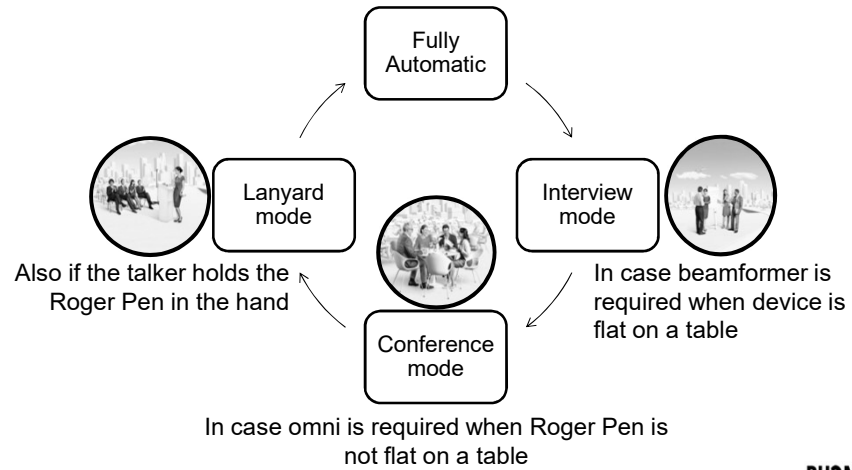 Fully
Automatic
Lanyard
mode
Interview
mode
Also if the talker holds the
Roger Pen in the hand
In case beamformer is
required when device is
flat on a table
Conference
mode
In case omni is required when Roger Pen is
not flat on a table